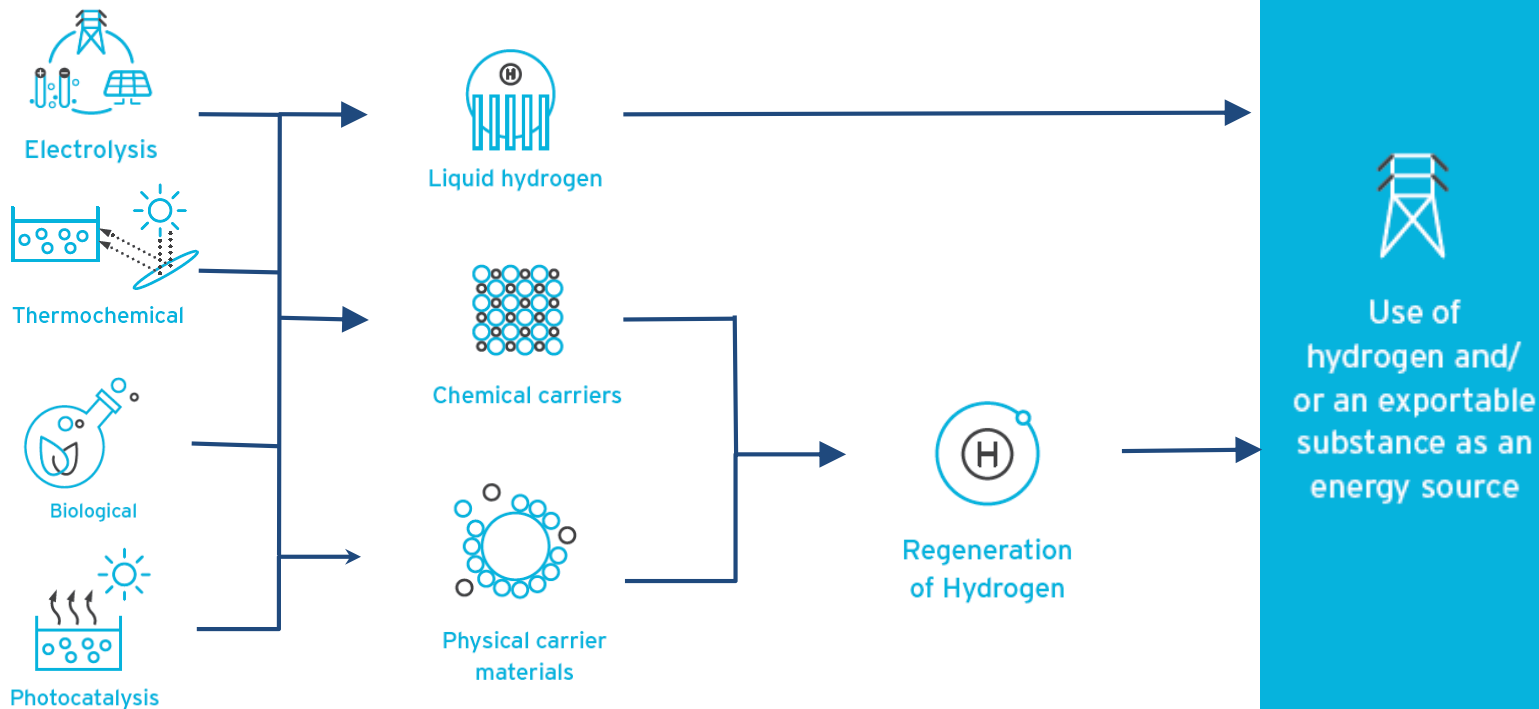 Electrolysis
Thermochemical
Biological
Photocatalysis
H
Liquid hydrogen
Chemical carriers
Physical carrier
materials
H
Regeneration
of Hydrogen
Use of
hydrogen and/
or an exportable
substance as an
energy source